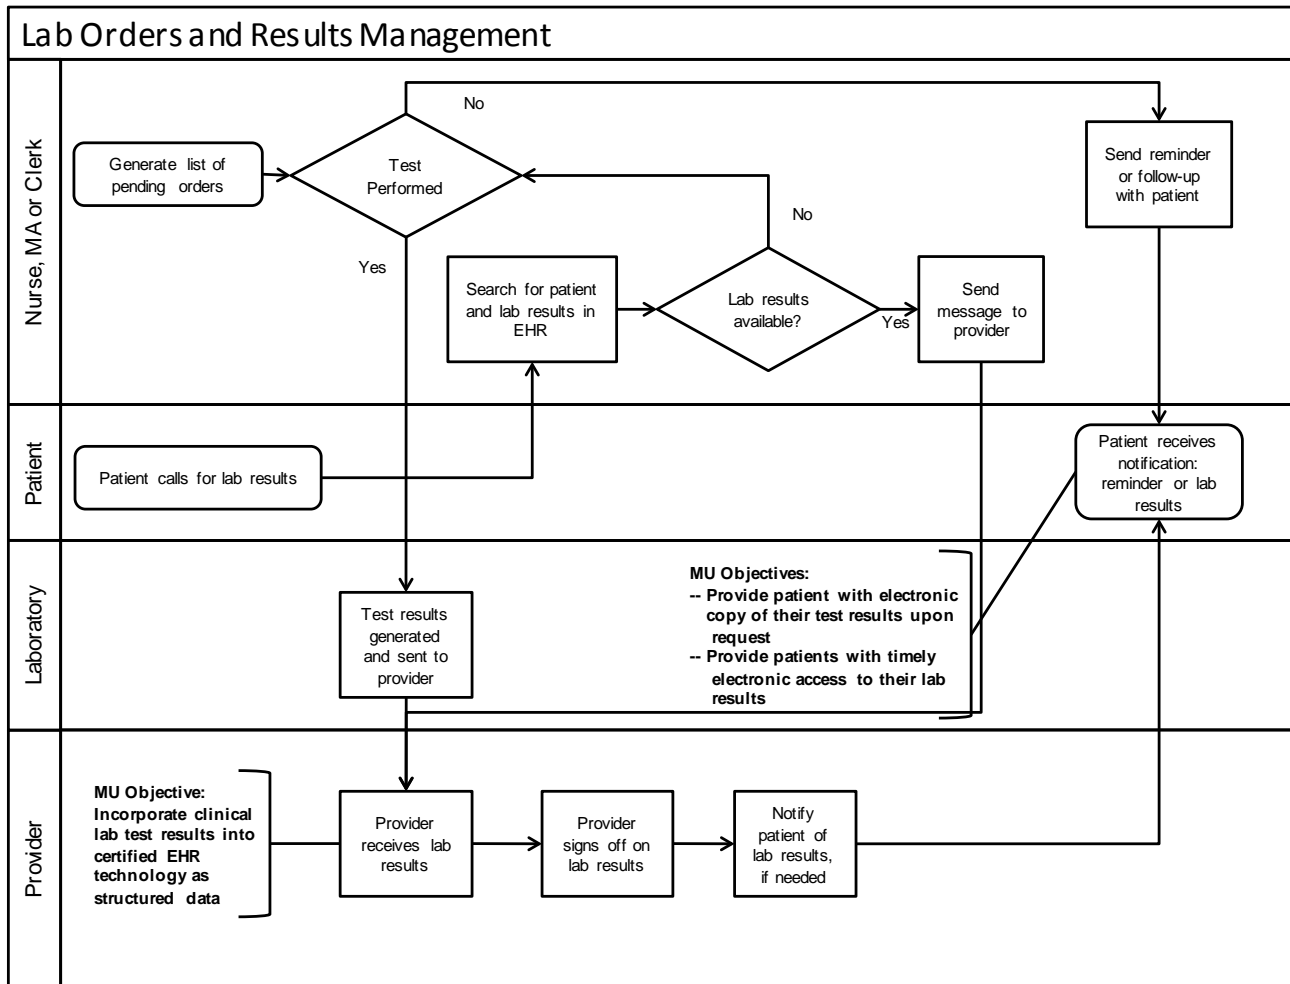 Lab Orders and Results Management
Nurse, MA or Clerk
No
Generate list of
pending orders
Test
Performed
Send reminder
or follow-up
with patient
No
Yes
Search for patient
and lab results in
EHR
Lab results
available?
Yes
Send
message to
provider
Patient
Patient calls for lab results
Patient receives
notification:
reminder or lab
results
Laboratory
Test results
generated
and sent to
provider
MU Objectives:
-- Provide patient with electronic
copy of their test results upon
request
-- Provide patients with timely
electronic access to their lab
results
Provider
MU Objective:
Incorporate clinical
lab test results into
certified EHR
technology as
structured data
Provider
receives lab
results
Provider
signs off on
lab results
Notify
patient of
lab results,
if needed